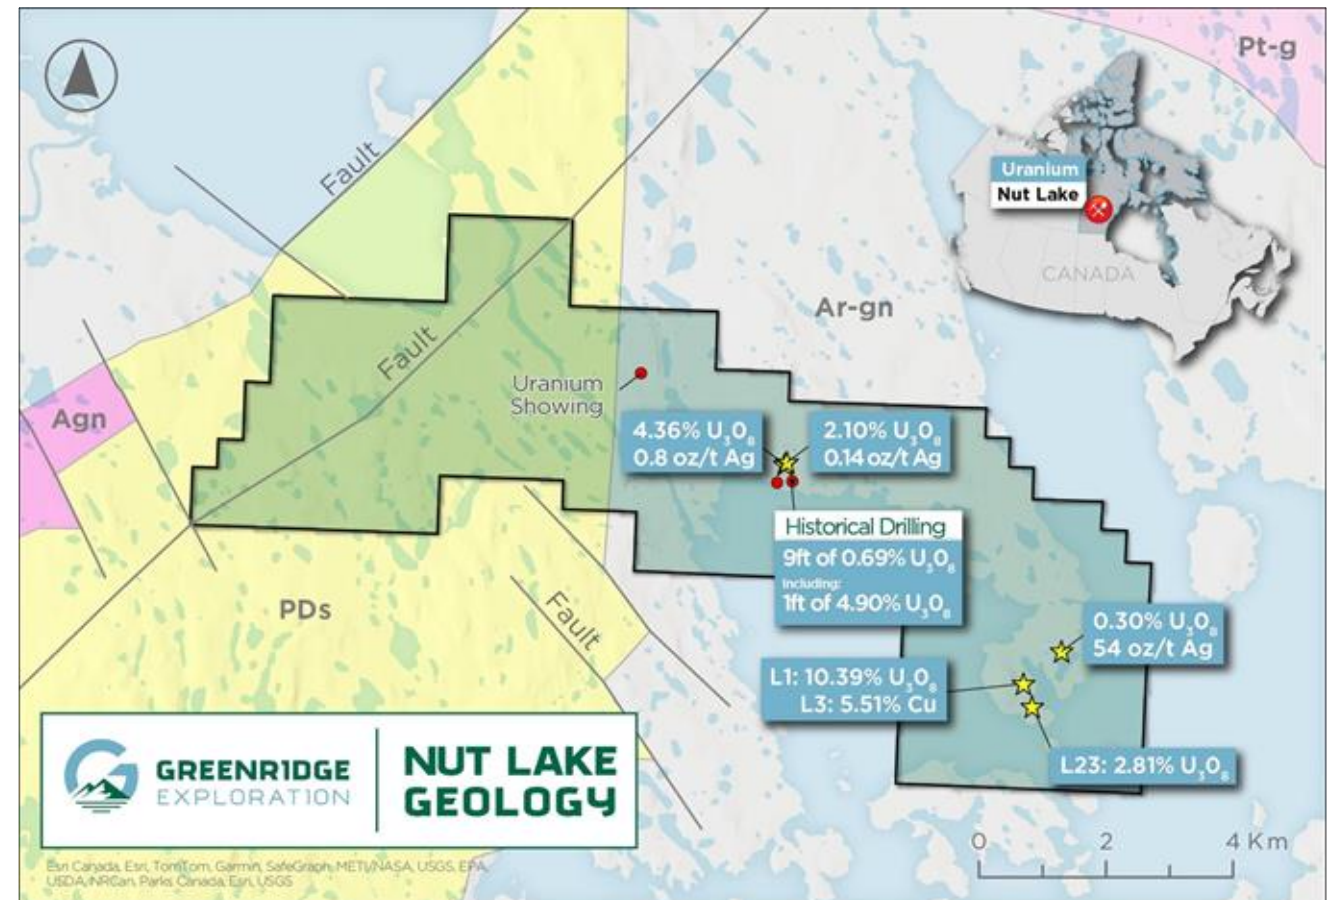 Pt-g
Fault
Uranium
Nut Lake
CANADA
Ar-gn
Fault
Uranium
Showing
Agn
4.36% U₃O₈
0.8 oz/t Ag
2.10% U₃O₈
0.14 oz/t Ag
Historical Drilling
9ft of 0.69% U₃O₈
Including:
1ft of 4.90% U₃O₈
PDs
Fault
0.30% U₃O₈
54 oz/t Ag
L1: 10.39% U₃O₈
L3: 5.51% Cu
L23: 2.81% U₃O₈
GREENRIDGE
EXPLORATION
NUT LAKE
GEOLOGY
0 2 4 Km
Esri Canada, Esri, TomTom, Garmin, SafeGraph, METI/NASA, USGS, EPA,
USDA, NRCan, Parks Canada, Esri, USGS